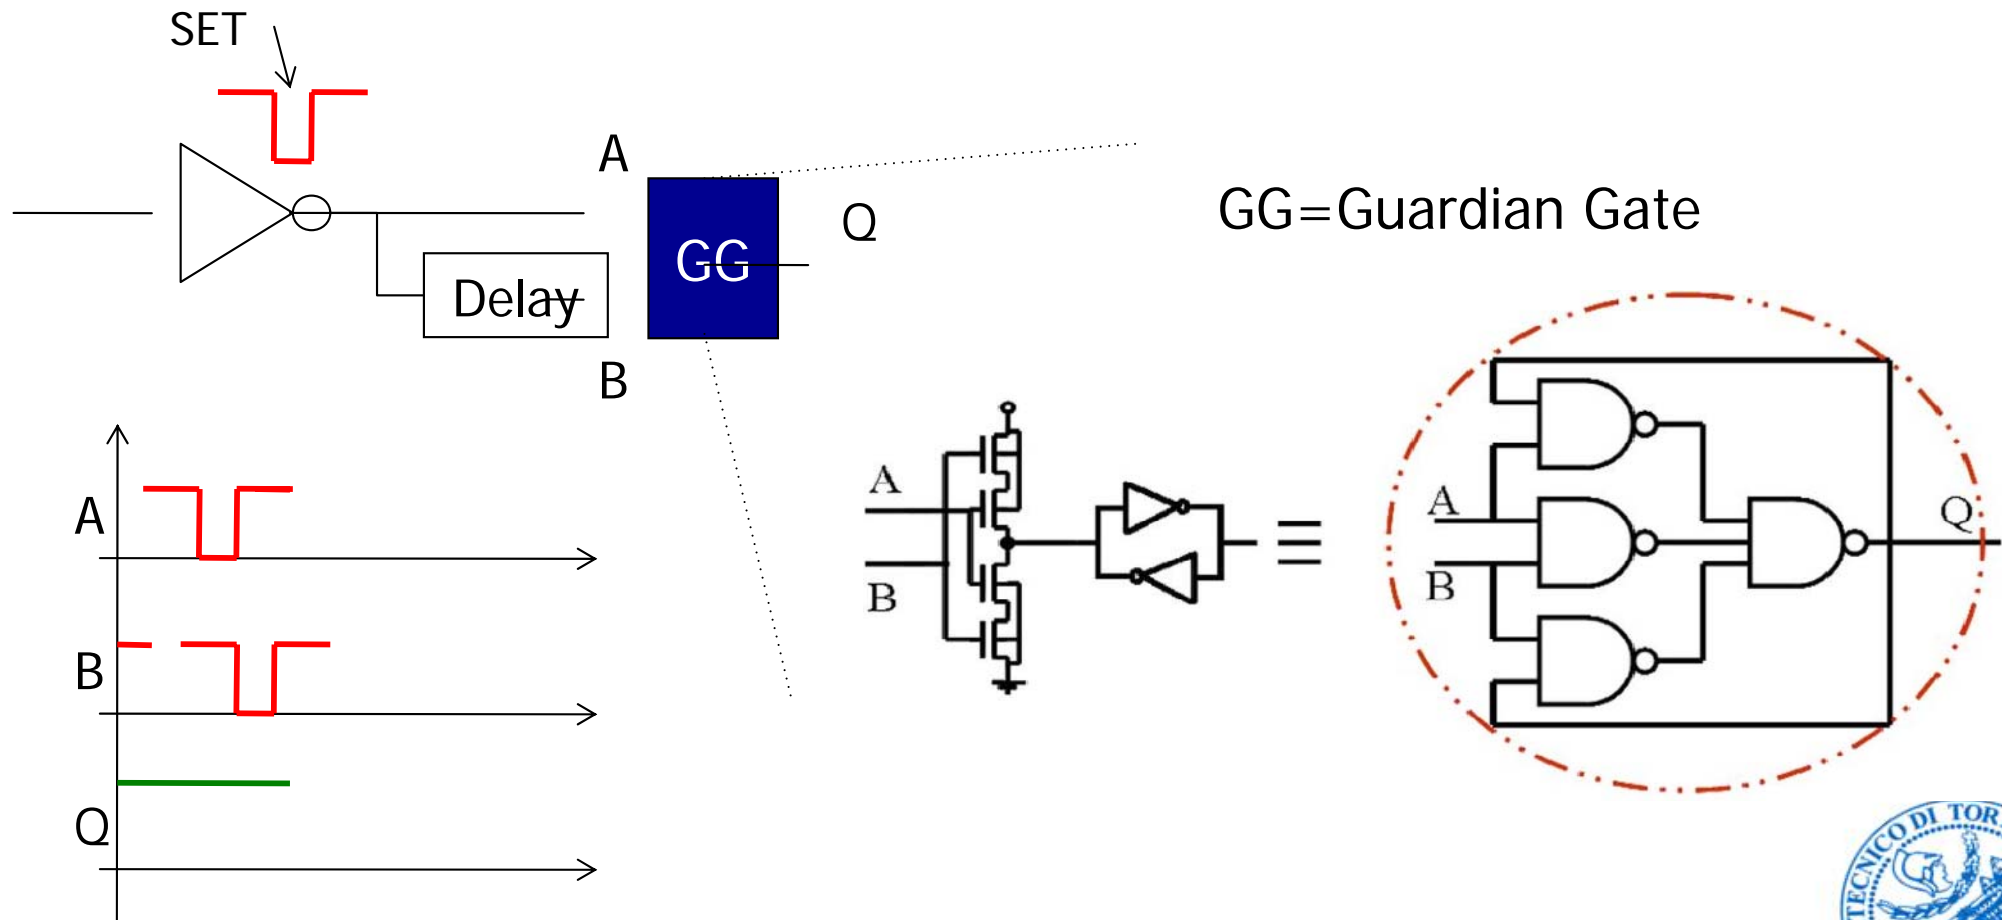 SET
A
GG
Q
GG=Guardian Gate
Delay
B
A
B
Q
A
B
A
B
Q
TECNICO DI TOR